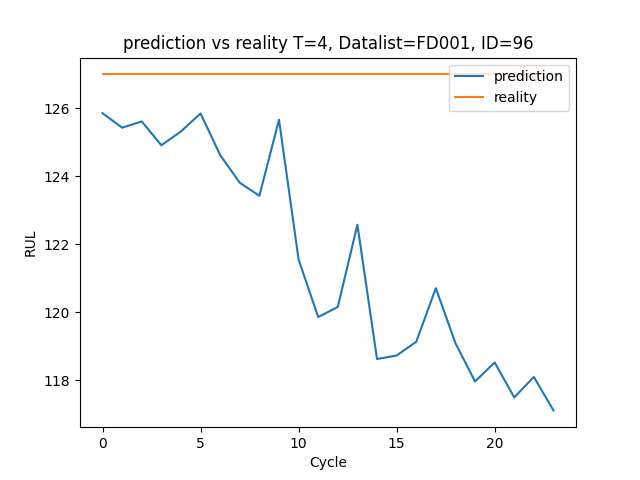 prediction vs reality T=4, Datalist=FD001, ID=96
prediction
reality
126
124
122
120
118
RUL
0 5 10 15 20
Cycle